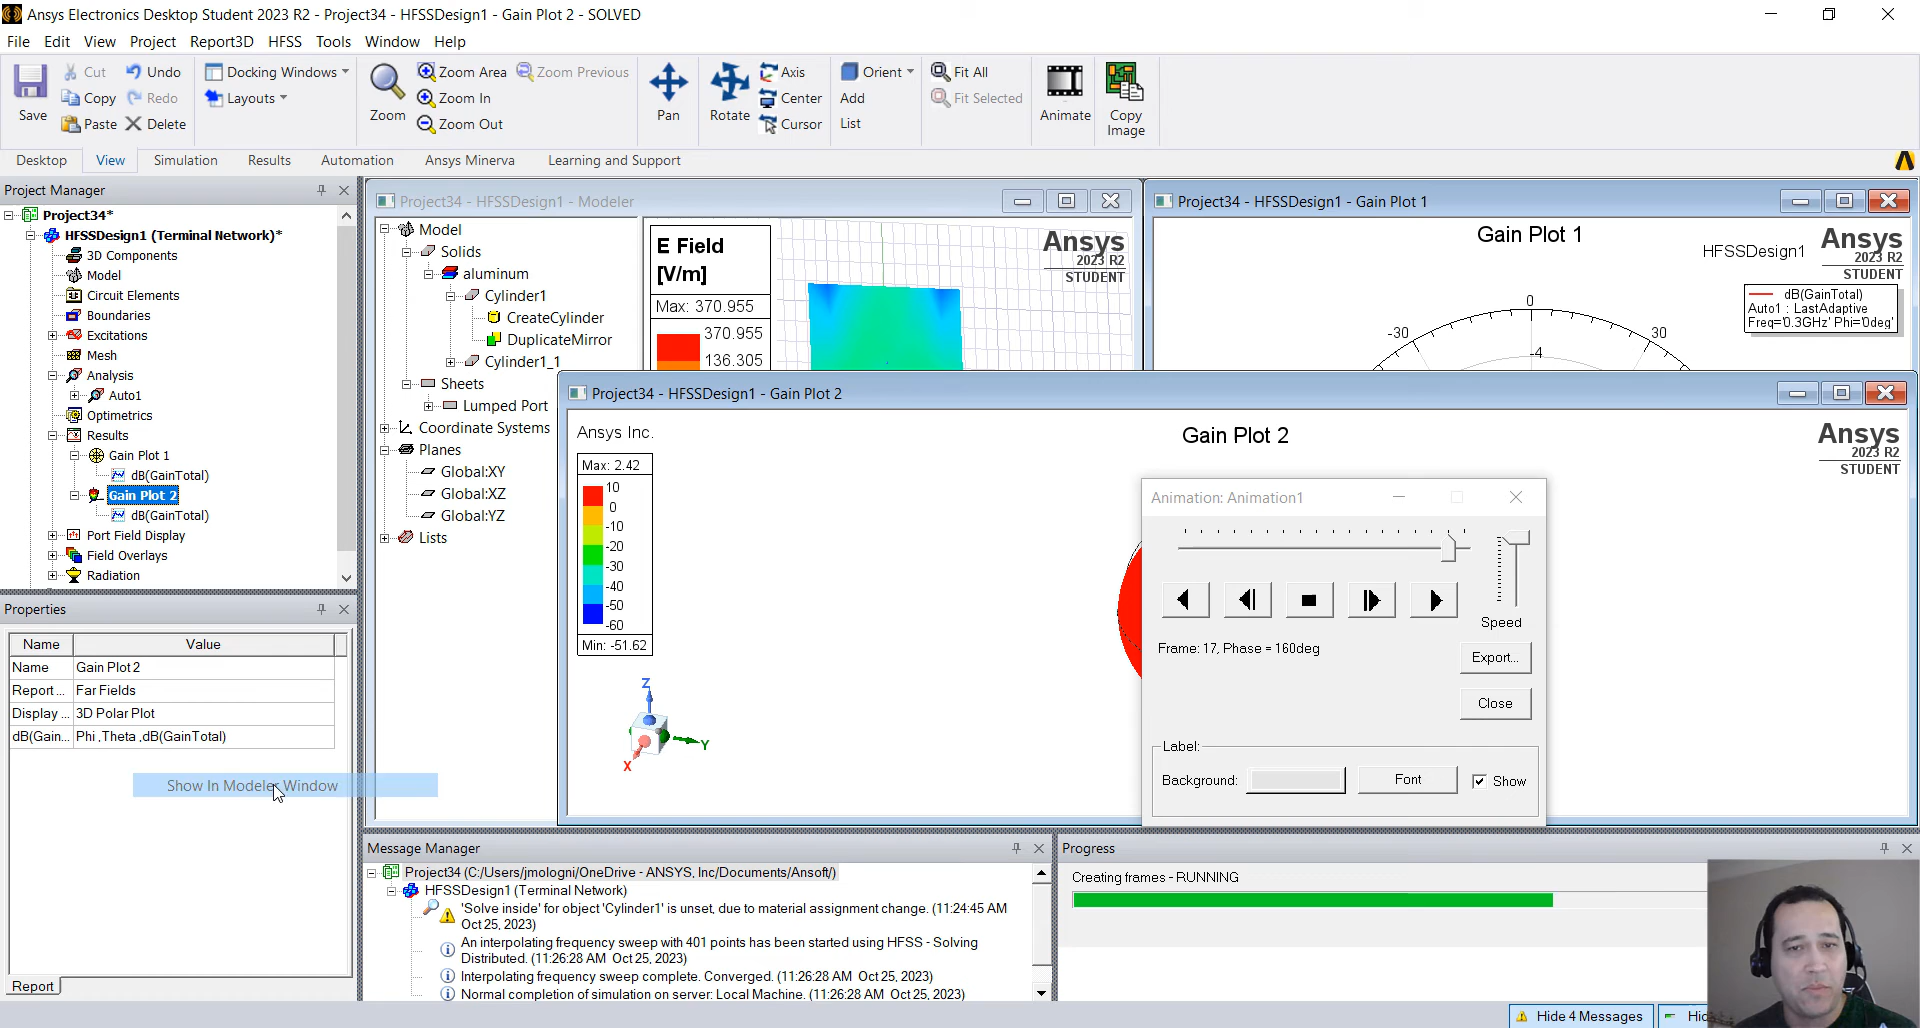 Ansys Electronics Desktop Student 2023 R2 - Project34 - HFSSDesign1 - Gain Plot 2 - SOLVED
File Edit View Project Report3D HFSS Tools Window Help
Save
Cut
Copy
Paste
Undo
Redo
Delete
Docking Windows
Layouts
Zoom
Zoom Area
Zoom In
Zoom Out
Zoom Previous
Pan
Rotate
Axis
Center
Cursor
Orient
Add
List
Fit All
Fit Selected
Animate
Copy
Image
Desktop View Simulation Results Automation Ansys Minerva Learning and Support
Project Manager
Project34*
HFSSDesign1 (Terminal Network)*
3D Components
Model
Circuit Elements
Boundaries
Excitations
Mesh
Analysis
Auto1
Optimetrics
Results
Gain Plot 1
dB(GainTotal)
Gain Plot 2
dB(GainTotal)
Port Field Display
Field Overlays
Radiation
Properties
Name Value
Name Gain Plot 2
Report ... Far Fields
Display ... 3D Polar Plot
dB(Gain... Phi ,Theta ,dB(GainTotal)
Show In Modeler Window
Report
Project34 - HFSSDesign1 - Modeler
Model
Solids
aluminum
Cylinder1
CreateCylinder
DuplicateMirror
Cylinder1_1
Sheets
Lumped Port
Coordinate Systems
Planes
Global:XY
Global:XZ
Global:YZ
Lists
E Field
[V/m]
Max: 370.955
370.955
136.305
Ansys
2023 R2
STUDENT
Project34 - HFSSDesign1 - Gain Plot 1
Gain Plot 1
HFSSDesign1
Ansys
2023 R2
STUDENT
dB(GainTotal)
Auto1 : LastAdaptive
Freq='0.3GHz' Phi='0deg'
0
-30
30
-4
Project34 - HFSSDesign1 - Gain Plot 2
Ansys Inc.
Gain Plot 2
Ansys
2023 R2
STUDENT
Max: 2.42
10
0
-10
-20
-30
-40
-50
-60
Min: -51.62
Z
Y
X
Animation: Animation1
Speed
Frame: 17, Phase = 160deg
Export...
Close
Label:
Background:
Font
Show
Message Manager
Project34 (C:/Users/jmologni/OneDrive - ANSYS, Inc/Documents/Ansoft/)
HFSSDesign1 (Terminal Network)
'Solve inside' for object 'Cylinder1' is unset, due to material assignment change. (11:24:45 AM
Oct 25, 2023)
An interpolating frequency sweep with 401 points has been started using HFSS - Solving
Distributed. (11:26:28 AM Oct 25, 2023)
Interpolating frequency sweep complete. Converged. (11:26:28 AM Oct 25, 2023)
Normal completion of simulation on server: Local Machine. (11:26:28 AM Oct 25, 2023)
Progress
Creating frames - RUNNING
Hide 4 Messages